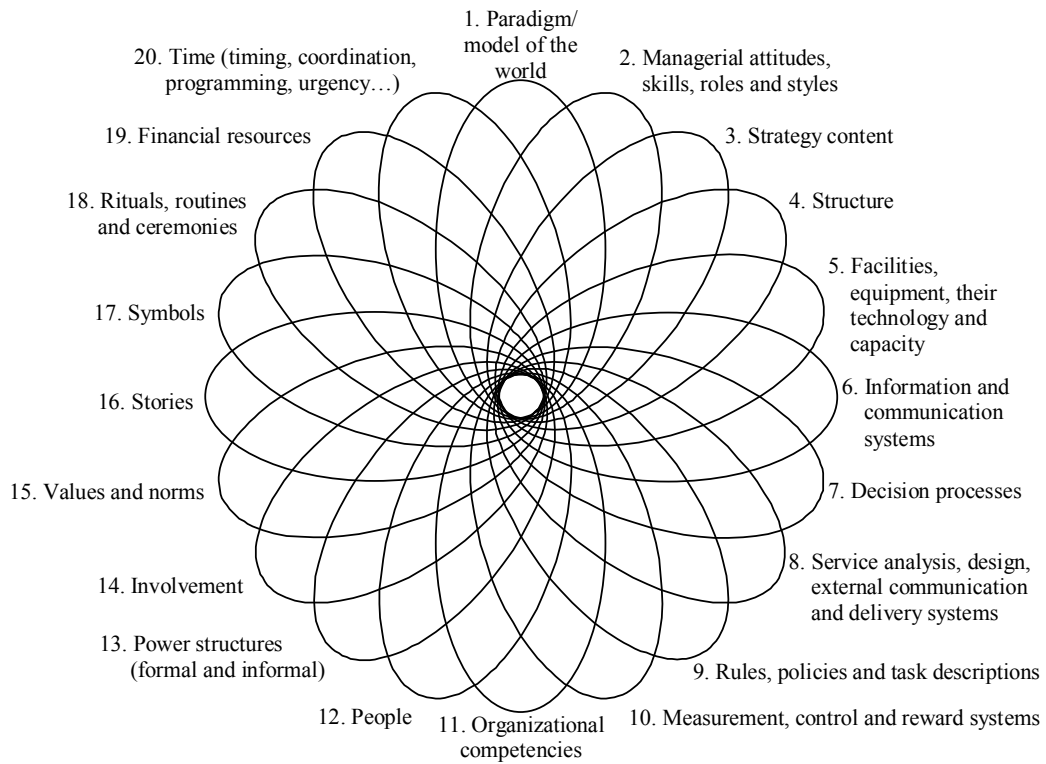 1. Paradigm/
model of the
world
2. Managerial attitudes,
skills, roles and styles
3. Strategy content
4. Structure
5. Facilities,
equipment, their
technology and
capacity
6. Information and
communication
systems
7. Decision processes
8. Service analysis, design,
external communication
and delivery systems
9. Rules, policies and task descriptions
10. Measurement, control and reward systems
11. Organizational
competencies
12. People
13. Power structures
(formal and informal)
14. Involvement
15. Values and norms
16. Stories
17. Symbols
18. Rituals, routines
and ceremonies
19. Financial resources
20. Time (timing, coordination,
programming, urgency…)